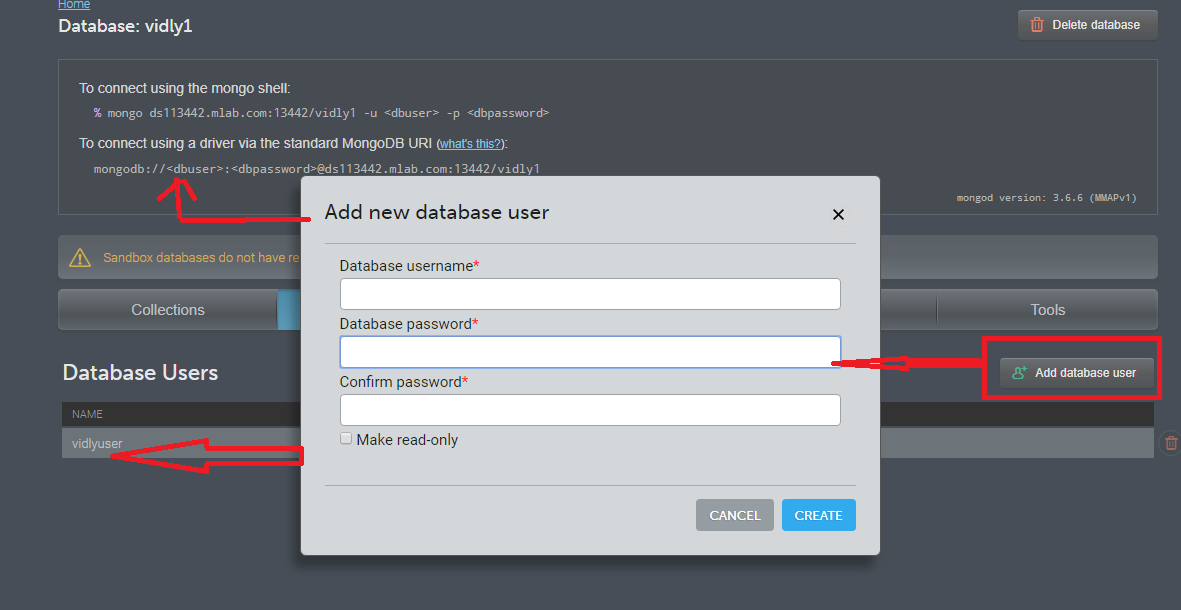 Home
Database: vidly1
Delete database
To connect using the mongo shell:
% mongo ds113442.mlab.com:13442/vidly1 -u <dbuser> -p <dbpassword>
To connect using a driver via the standard MongoDB URI (what's this?):
mongodb://<dbuser>:<dbpassword>@ds113442.mlab.com:13442/vidly1
mongod version: 3.6.6 (MMAPv1)
Sandbox databases do not have
Collections
Tools
Database Users
Add database user
NAME
vidlyuser
Add new database user
Database username*
Database password*
Confirm password*
Make read-only
CANCEL
CREATE